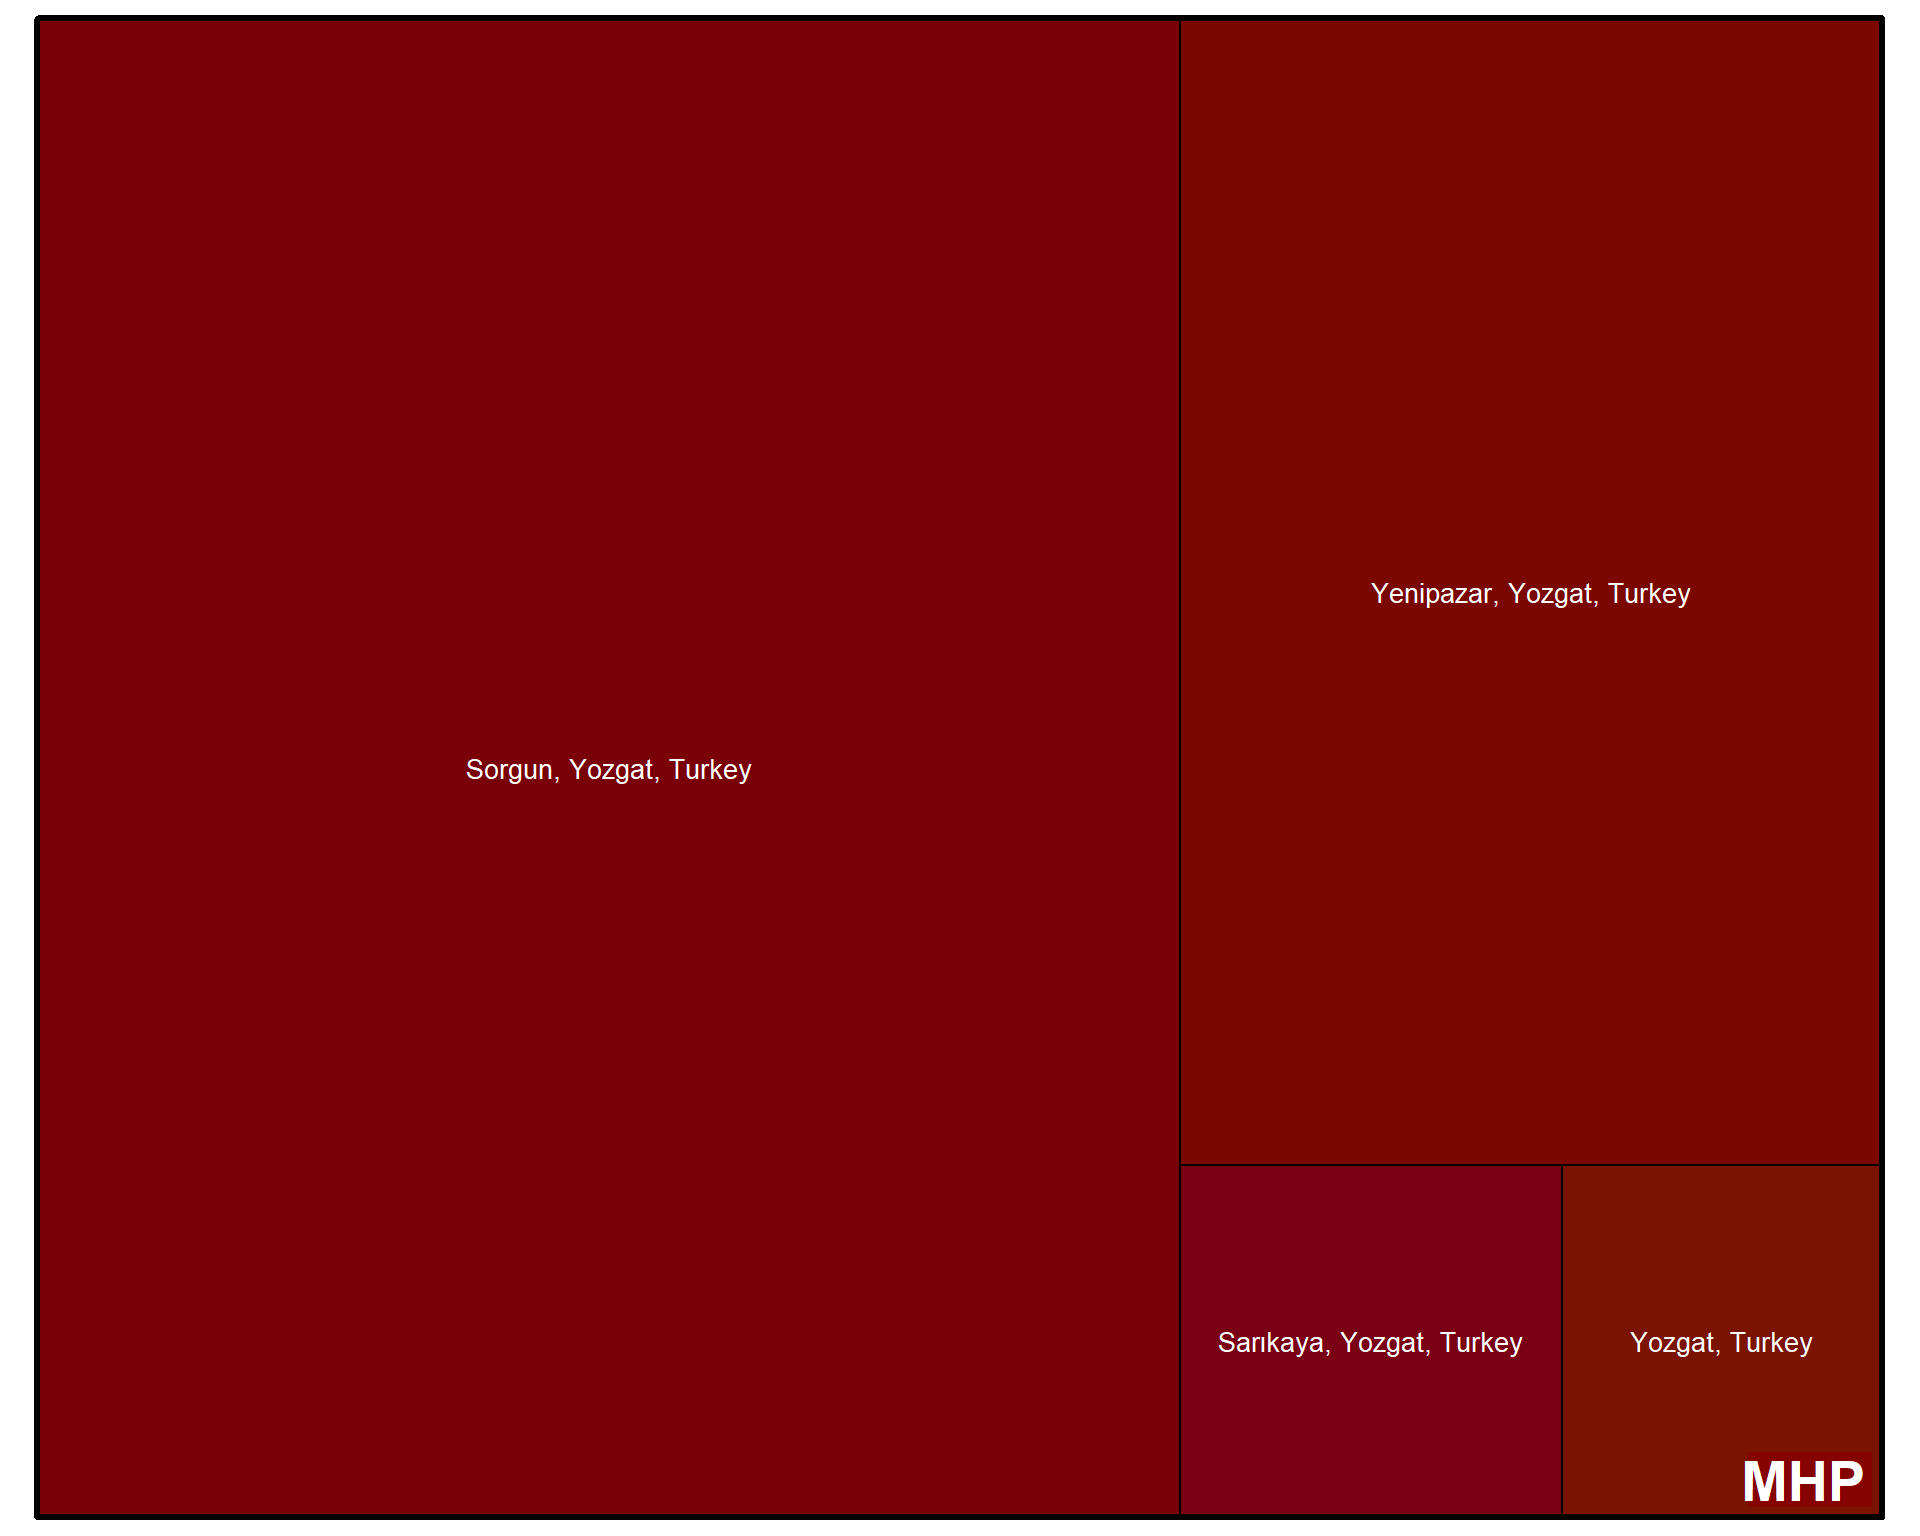 Sorgun, Yozgat, Turkey
Yenipazar, Yozgat, Turkey
Sarıkaya, Yozgat, Turkey
Yozgat, Turkey
MHP